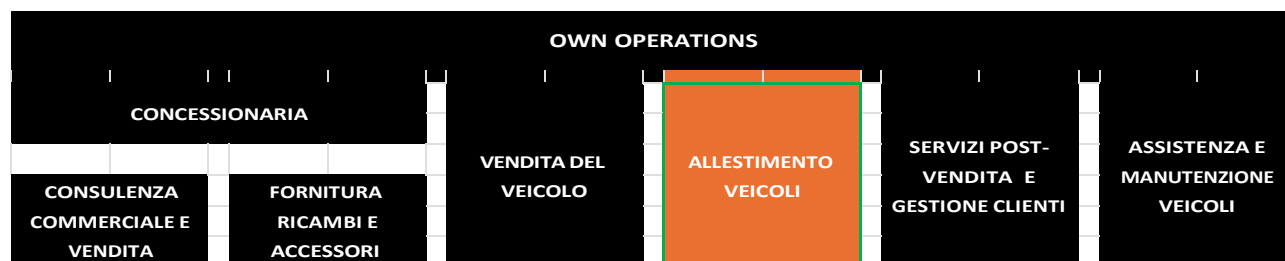 OWN OPERATIONS
CONCESSIONARIA
CONSULENZA
COMMERCIALE E
VENDITA
FORNITURA
RICAMBI E
ACCESSORI
VENDITA DEL
VEICOLO
ALLESTIMENTO
VEICOLI
SERVIZI POST-
VENDITA E
GESTIONE CLIENTI
ASSISTENZA E
MANUTENZIONE
VEICOLI